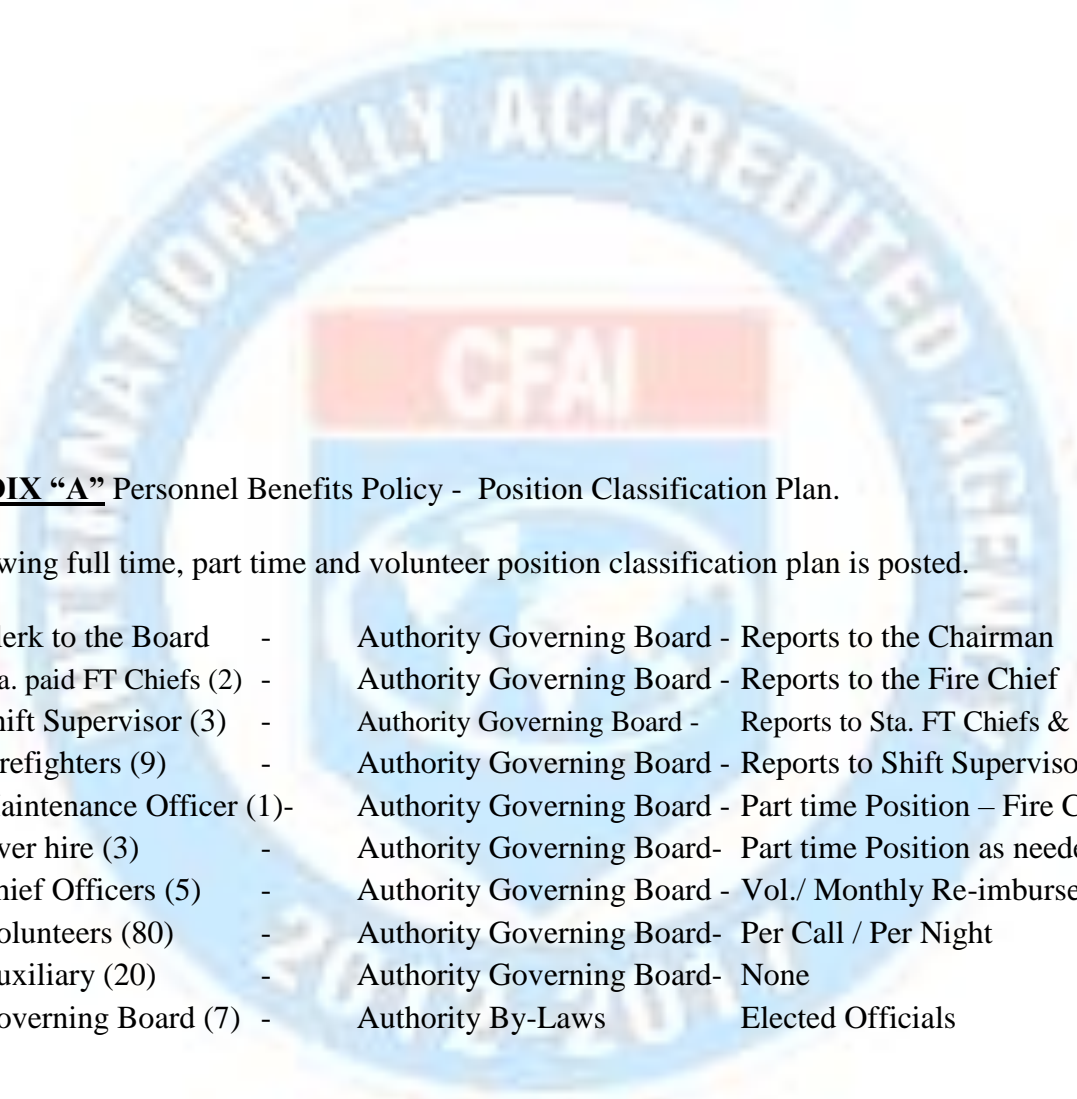 NATIONALLY ACCREDITED AGENCY
CFAI
DIX “A” Personnel Benefits Policy - Position Classification Plan.
wing full time, part time and volunteer position classification plan is posted.
lerk to the Board - Authority Governing Board - Reports to the Chairman
a. paid FT Chiefs (2) - Authority Governing Board - Reports to the Fire Chief
hift Supervisor (3) - Authority Governing Board - Reports to Sta. FT Chiefs &
refighters (9) - Authority Governing Board - Reports to Shift Superviso
aintenance Officer (1)- Authority Governing Board - Part time Position – Fire C
ver hire (3) - Authority Governing Board- Part time Position as neede
hief Officers (5) - Authority Governing Board - Vol./ Monthly Re-imburse
olunteers (80) - Authority Governing Board- Per Call / Per Night
uxiliary (20) - Authority Governing Board- None
overning Board (7) - Authority By-Laws Elected Officials
2012-2017